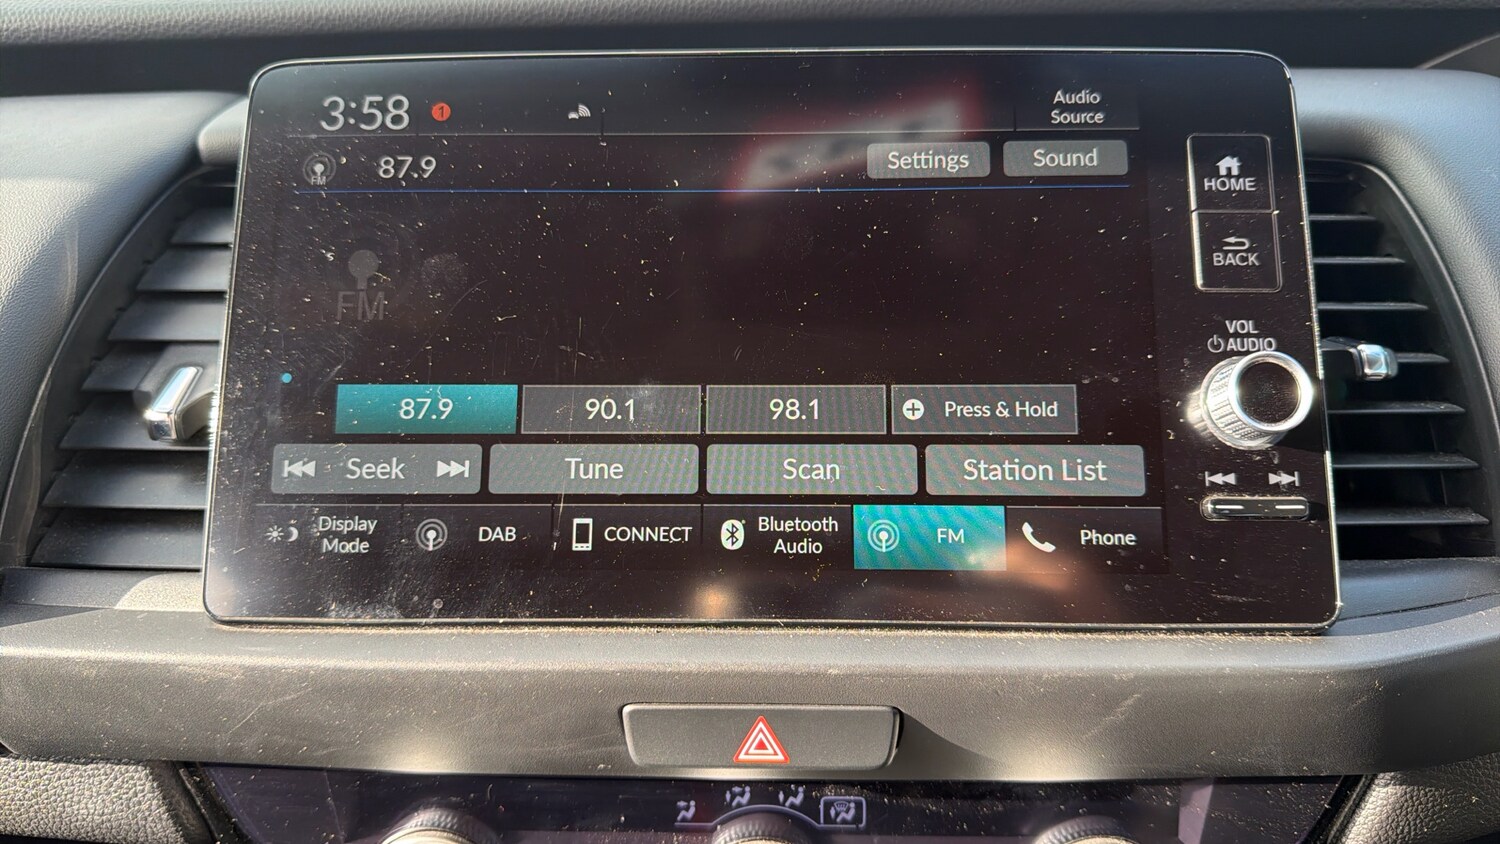 3:58
1
Audio
Source
FM
87.9
Settings
Sound
HOME
BACK
FM
VOL
AUDIO
87.9
90.1
98.1
Press & Hold
Seek
Tune
Scan
Station List
Display
Mode
DAB
CONNECT
Bluetooth
Audio
FM
Phone